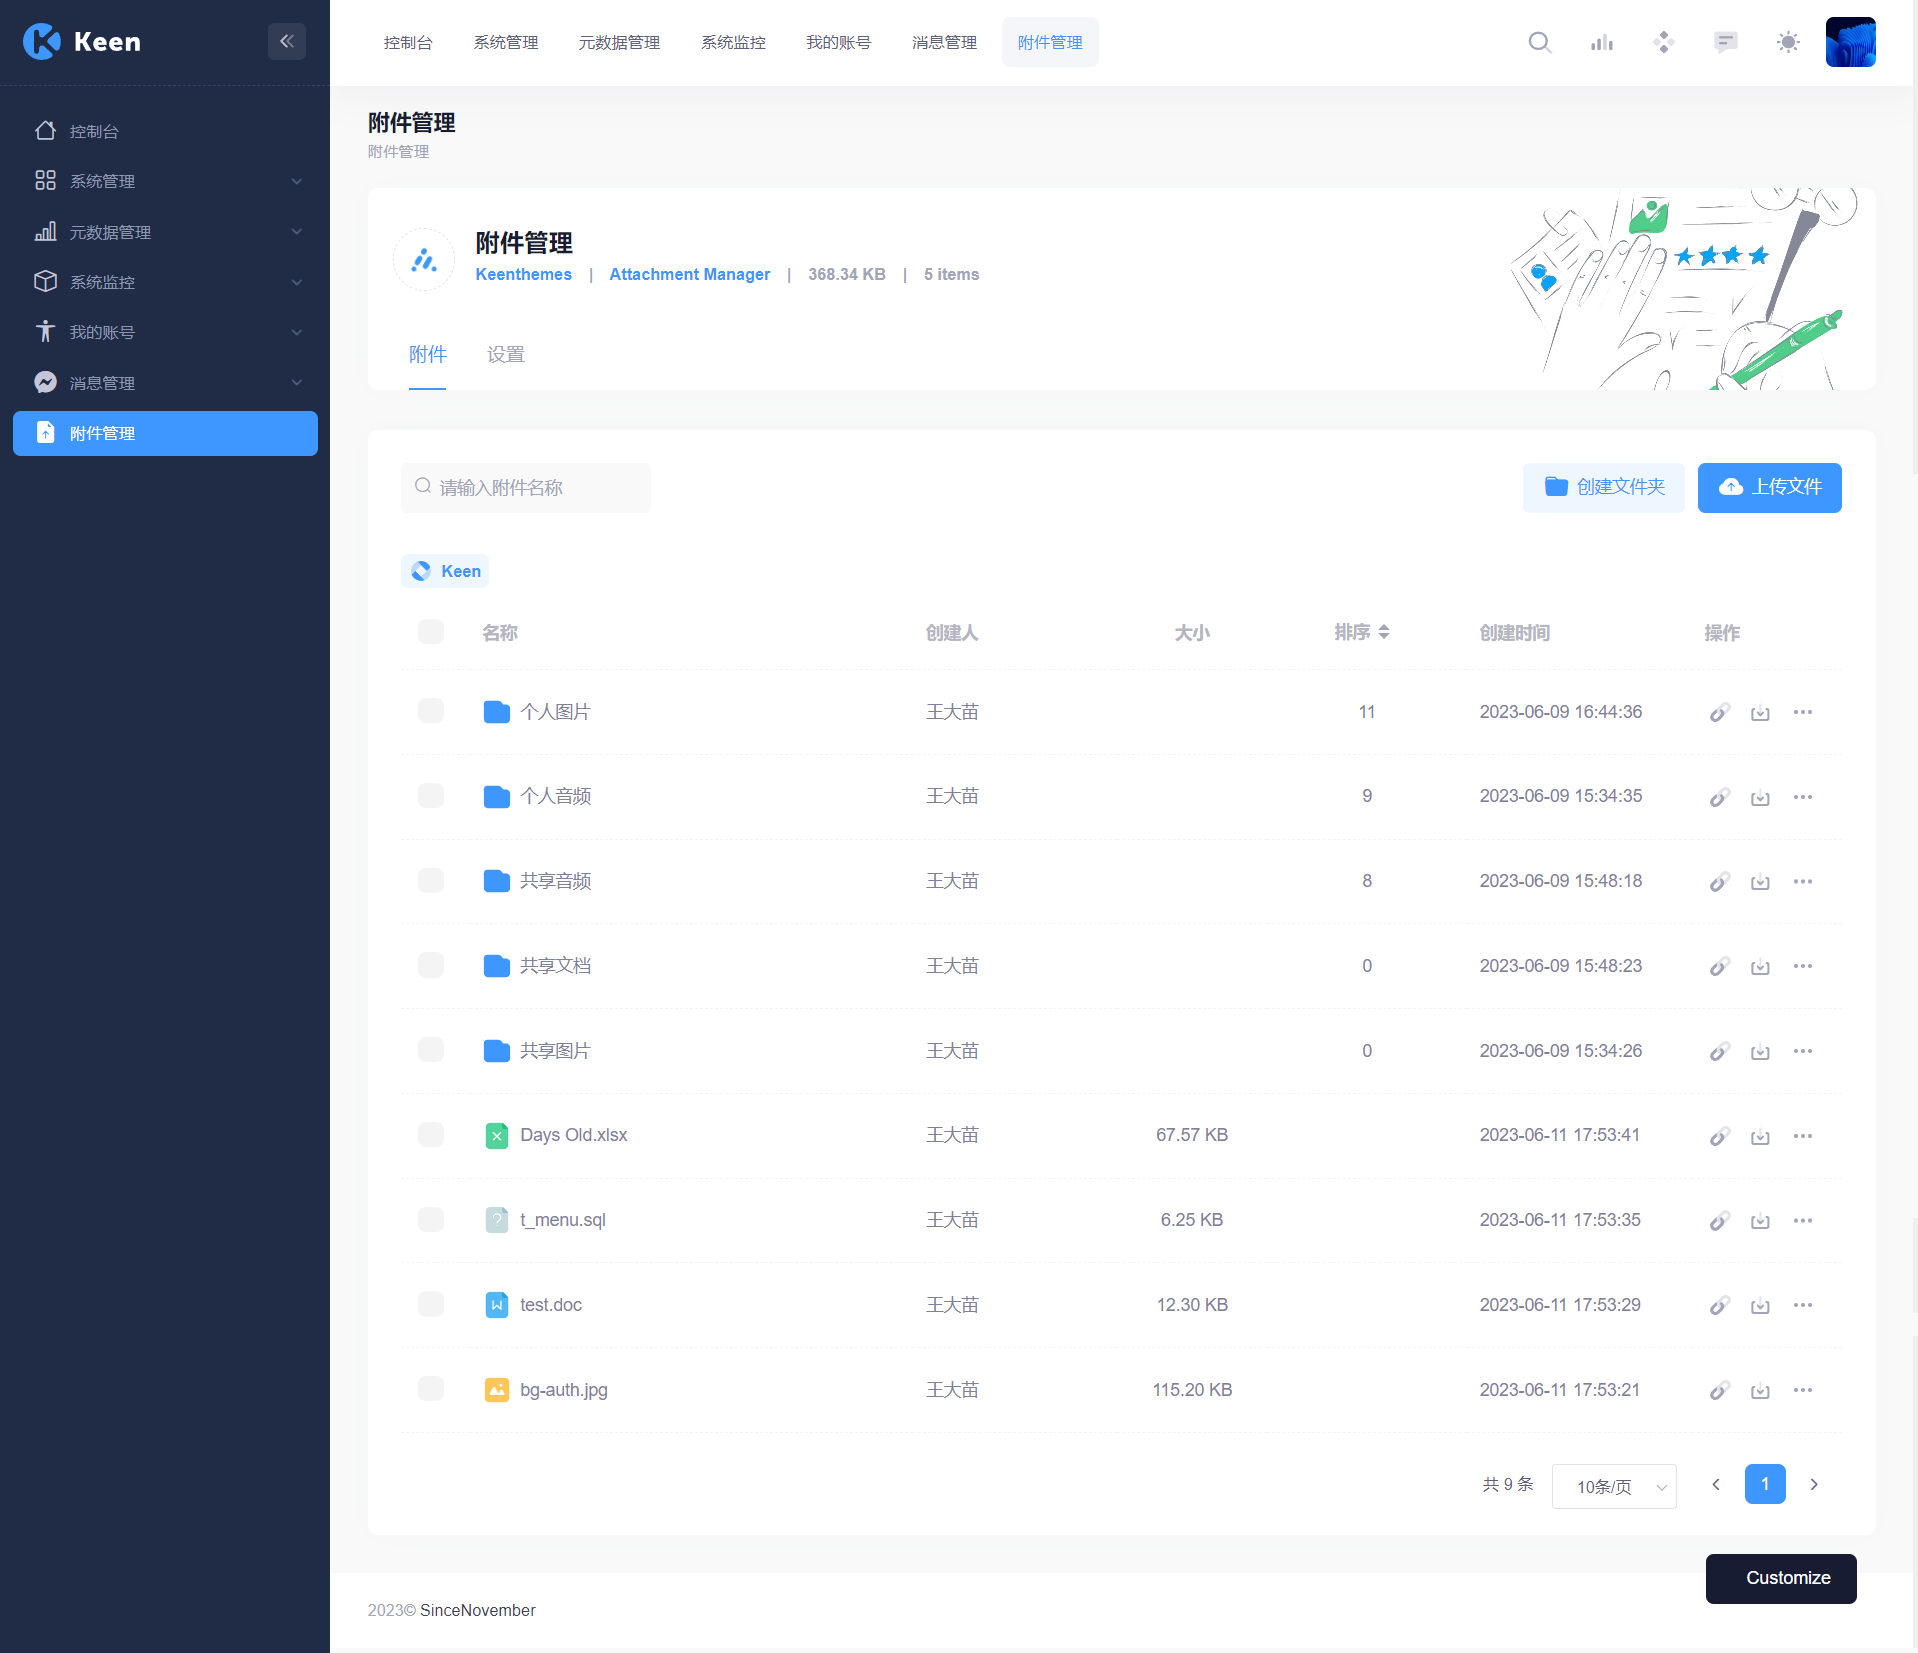 Keen
控制台 系统管理 元数据管理 系统监控 我的账号 消息管理 附件管理
控制台
系统管理
元数据管理
系统监控
我的账号
消息管理
附件管理
附件管理
附件管理
附件管理
Keenthemes | Attachment Manager | 368.34 KB | 5 items
附件 设置
请输入附件名称
创建文件夹
上传文件
Keen
名称 创建人 大小 排序 创建时间 操作
个人图片 王大苗 11 2023-06-09 16:44:36
个人音频 王大苗 9 2023-06-09 15:34:35
共享音频 王大苗 8 2023-06-09 15:48:18
共享文档 王大苗 0 2023-06-09 15:48:23
共享图片 王大苗 0 2023-06-09 15:34:26
Days Old.xlsx 王大苗 67.57 KB 2023-06-11 17:53:41
t_menu.sql 王大苗 6.25 KB 2023-06-11 17:53:35
test.doc 王大苗 12.30 KB 2023-06-11 17:53:29
bg-auth.jpg 王大苗 115.20 KB 2023-06-11 17:53:21
共 9 条 10条/页 1
Customize
2023© SinceNovember